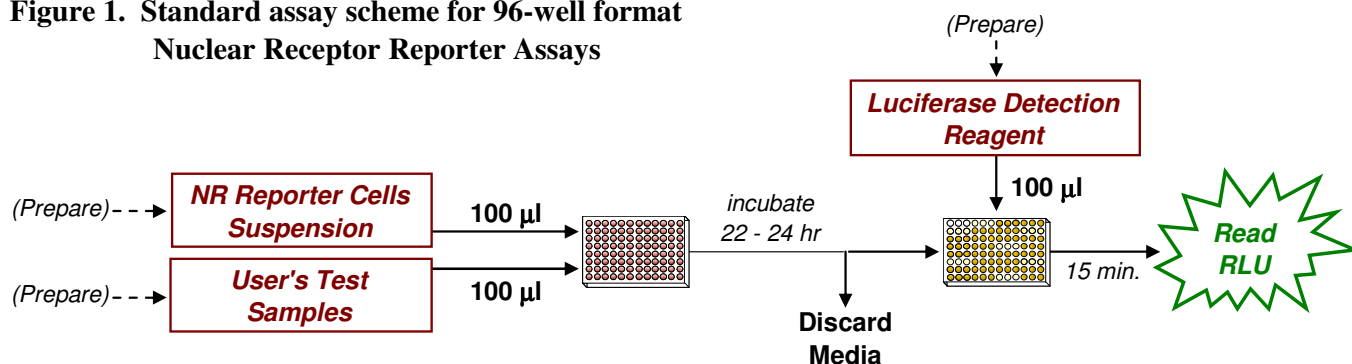 Figure 1. Standard assay scheme for 96-well format
Nuclear Receptor Reporter Assays
(Prepare)
Luciferase Detection
Reagent
100 µl
(Prepare)
NR Reporter Cells
Suspension
100 µl
(Prepare)
User's Test
Samples
100 µl
incubate
22 - 24 hr
Discard
Media
15 min.
Read
RLU